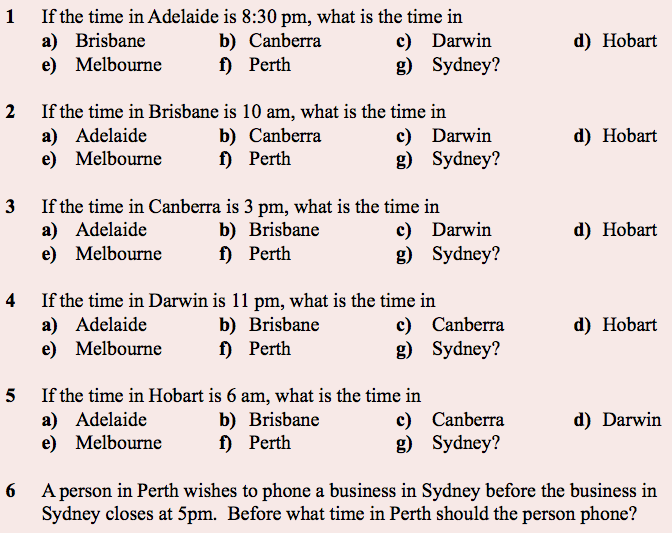 1 If the time in Adelaide is 8:30 pm, what is the time in
a) Brisbane b) Canberra c) Darwin d) Hobart
e) Melbourne f) Perth g) Sydney?
2 If the time in Brisbane is 10 am, what is the time in
a) Adelaide b) Canberra c) Darwin d) Hobart
e) Melbourne f) Perth g) Sydney?
3 If the time in Canberra is 3 pm, what is the time in
a) Adelaide b) Brisbane c) Darwin d) Hobart
e) Melbourne f) Perth g) Sydney?
4 If the time in Darwin is 11 pm, what is the time in
a) Adelaide b) Brisbane c) Canberra d) Hobart
e) Melbourne f) Perth g) Sydney?
5 If the time in Hobart is 6 am, what is the time in
a) Adelaide b) Brisbane c) Canberra d) Darwin
e) Melbourne f) Perth g) Sydney?
6 A person in Perth wishes to phone a business in Sydney before the business in
Sydney closes at 5pm. Before what time in Perth should the person phone?